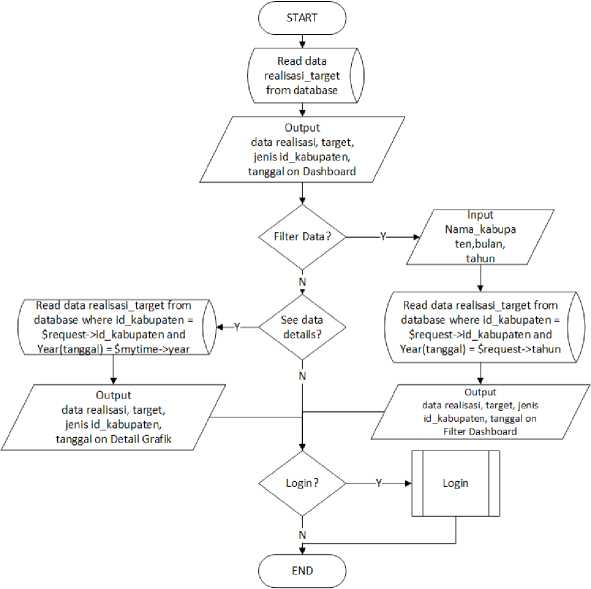 START
Read data
realisasi_target
from database
Output
data realisasi, target,
jenis id_kabupaten,
tanggal on Dashboard
Filter Data?
Y
Input
Nama_kabupa
ten,bulan,
tahun
N
Read data realisasi_target from
database where id_kabupaten =
$request->id_kabupaten and
Year(tanggal) = $mytime->year
Y
See data
details?
Read data realisasi_target from
database where id_kabupaten =
$request->id_kabupaten and
Year(tanggal) = $request->tahun
N
Output
data realisasi, target,
jenis id_kabupaten,
tanggal on Detail Grafik
Output
data realisasi, target, jenis
id_kabupaten, tanggal on
Filter Dashboard
Login?
Y
Login
N
END